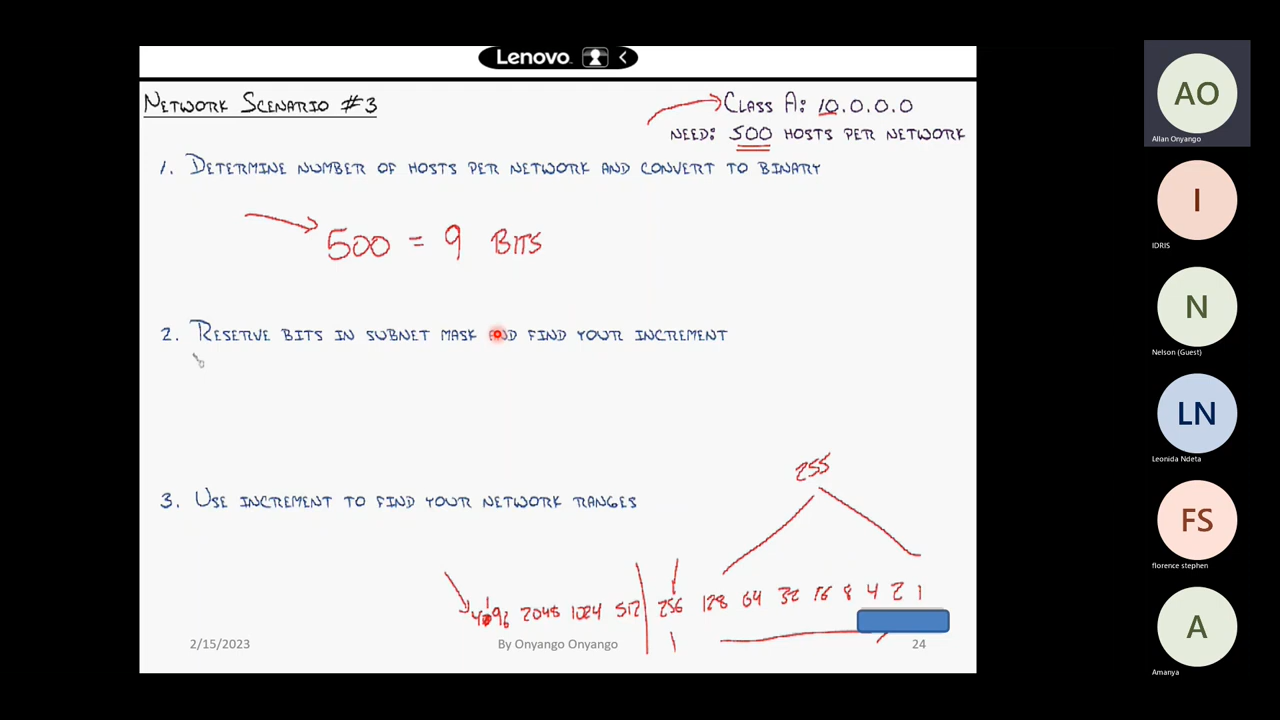 Lenovo
NETWORK SCENARIO #3
CLASS A: 10.0.0.0
NEED: 500 HOSTS PER NETWORK
1. DETERMINE NUMBER OF HOSTS PER NETWORK AND CONVERT TO BINARY
500 = 9 BITS
2. RESERVE BITS IN SUBNET MASK AND FIND YOUR INCREMENT
255
3. USE INCREMENT TO FIND YOUR NETWORK RANGES
4096 2048 1024 512 256 128 64 32 16 8 4 2 1
1
2/15/2023
By Onyango Onyango
24
AO
Allan Onyango
I
IDRIS
N
Nelson (Guest)
LN
Leonida Ndeta
FS
florence stephen
A
Amanya